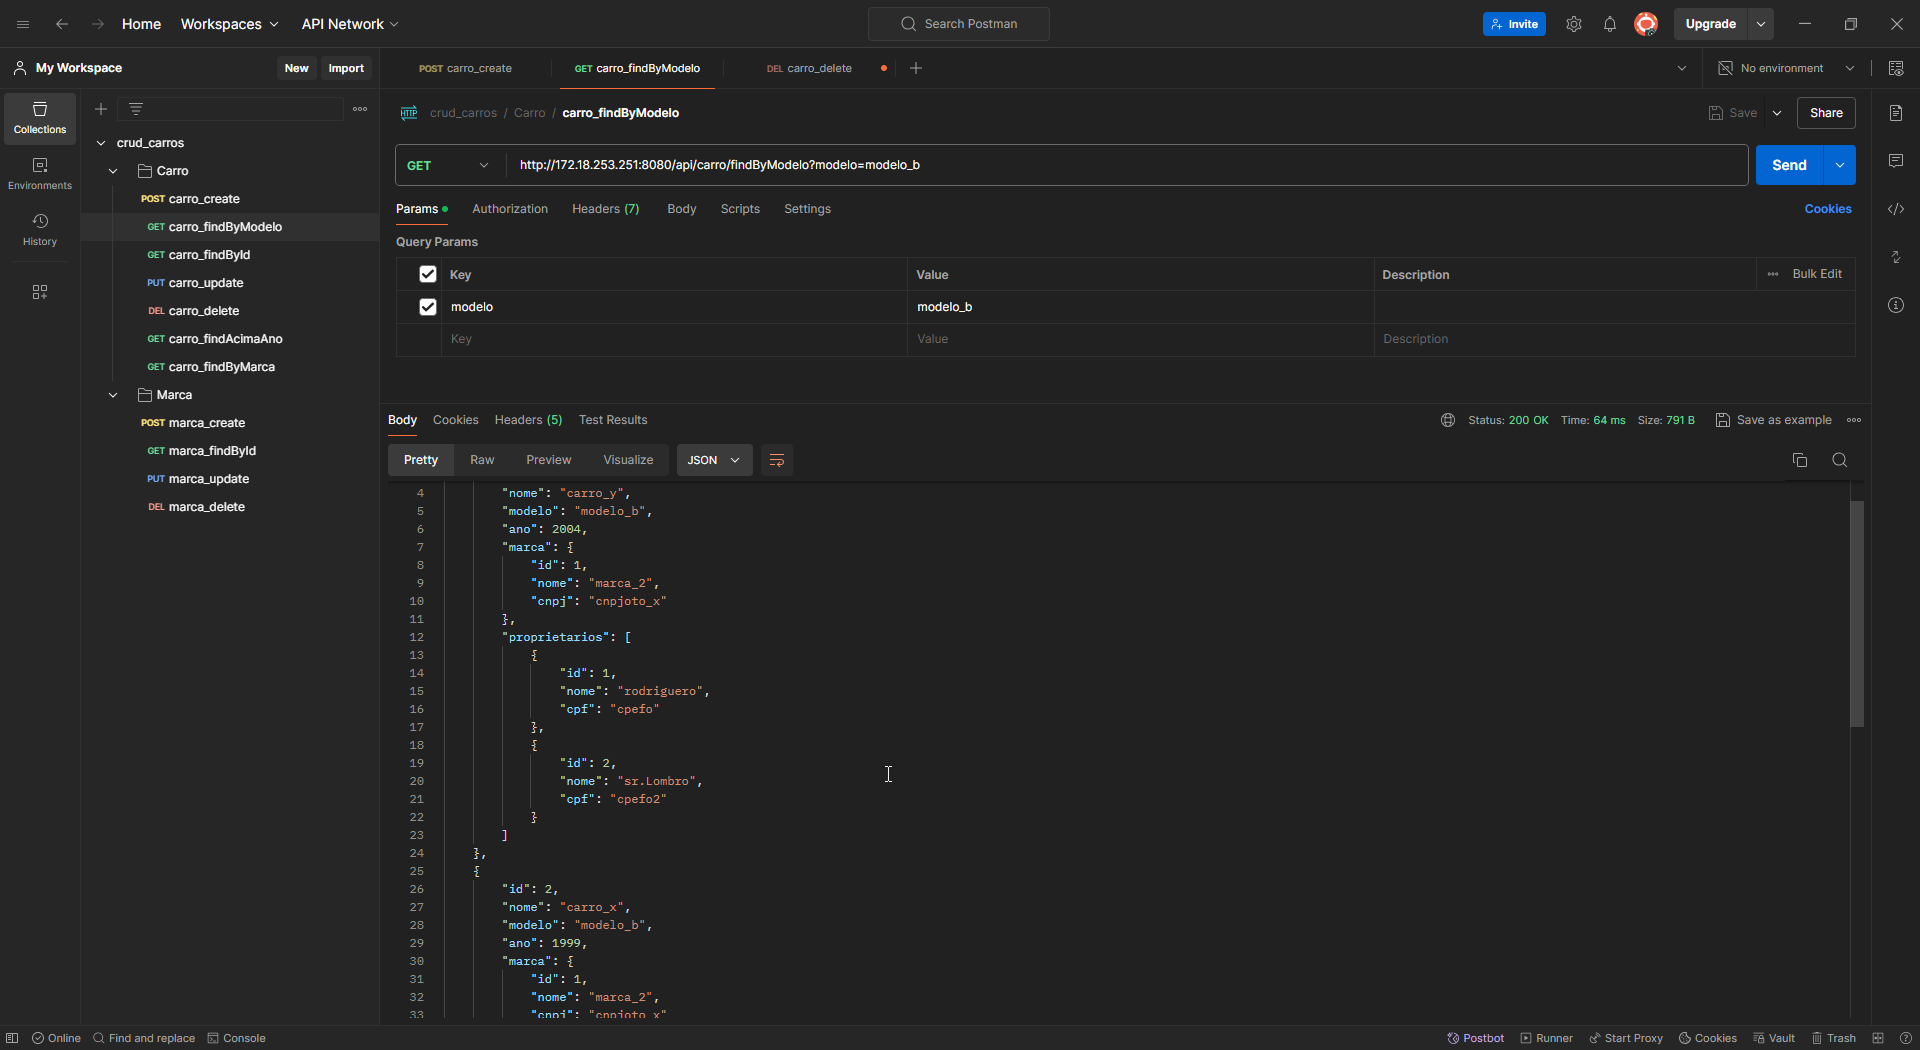 Home Workspaces API Network Search Postman Invite Upgrade
My Workspace New Import POST carro_create GET carro_findByModelo DEL carro_delete No environment
Collections
Environments
History
crud_carros
Carro
POST carro_create
GET carro_findByModelo
GET carro_findById
PUT carro_update
DEL carro_delete
GET carro_findAcimaAno
GET carro_findByMarca
Marca
POST marca_create
GET marca_findById
PUT marca_update
DEL marca_delete
HTTP crud_carros / Carro / carro_findByModelo Save Share
GET http://172.18.253.251:8080/api/carro/findByModelo?modelo=modelo_b Send
Params Authorization Headers (7) Body Scripts Settings Cookies
Query Params
Key Value Description Bulk Edit
modelo modelo_b
Key Value Description
Body Cookies Headers (5) Test Results Status: 200 OK Time: 64 ms Size: 791 B Save as example
Pretty Raw Preview Visualize JSON
4 "nome": "carro_y",
5 "modelo": "modelo_b",
6 "ano": 2004,
7 "marca": {
8 "id": 1,
9 "nome": "marca_2",
10 "cnpj": "cnpjoto_x"
11 },
12 "proprietarios": [
13 {
14 "id": 1,
15 "nome": "rodriguero",
16 "cpf": "cpefo"
17 },
18 {
19 "id": 2,
20 "nome": "sr.Lombro",
21 "cpf": "cpefo2"
22 }
23 ]
24 },
25 {
26 "id": 2,
27 "nome": "carro_x",
28 "modelo": "modelo_b",
29 "ano": 1999,
30 "marca": {
31 "id": 1,
32 "nome": "marca_2",
33 "cnpj": "cnpjoto_x"
Online Find and replace Console Postbot Runner Start Proxy Cookies Vault Trash